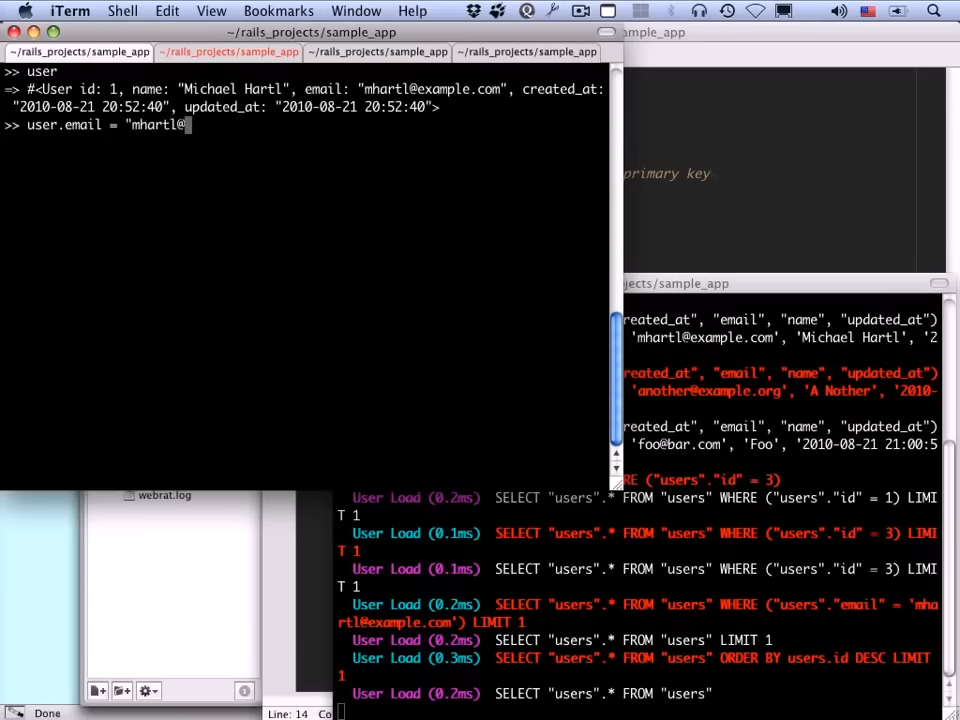 iTerm Shell Edit View Bookmarks Window Help
~/rails_projects/sample_app
~/rails_projects/sample_app ~/rails_projects/sample_app ~/rails_projects/sample_app ~/rails_projects/sample_app
>> user
=> #<User id: 1, name: "Michael Hartl", email: "mhartl@example.com", created_at:
"2010-08-21 20:52:40", updated_at: "2010-08-21 20:52:40">
>> user.email = "mhartl@
mple_app
primary key
jects/sample_app
reated_at", "email", "name", "updated_at")
'mhartl@example.com', 'Michael Hartl', '2
reated_at", "email", "name", "updated_at")
'another@example.org', 'A Nother', '2010-
reated_at", "email", "name", "updated_at")
'foo@bar.com', 'Foo', '2010-08-21 21:00:5
RE ("users"."id" = 3)
webrat.log
User Load (0.2ms) SELECT "users".* FROM "users" WHERE ("users"."id" = 1) LIMI
T 1
User Load (0.1ms) SELECT "users".* FROM "users" WHERE ("users"."id" = 3) LIMI
T 1
User Load (0.1ms) SELECT "users".* FROM "users" WHERE ("users"."id" = 3) LIMI
T 1
User Load (0.2ms) SELECT "users".* FROM "users" WHERE ("users"."email" = 'mha
rtl@example.com') LIMIT 1
User Load (0.2ms) SELECT "users".* FROM "users" LIMIT 1
User Load (0.3ms) SELECT "users".* FROM "users" ORDER BY users.id DESC LIMIT
1
User Load (0.2ms) SELECT "users".* FROM "users"
Done
Line: 14 Co